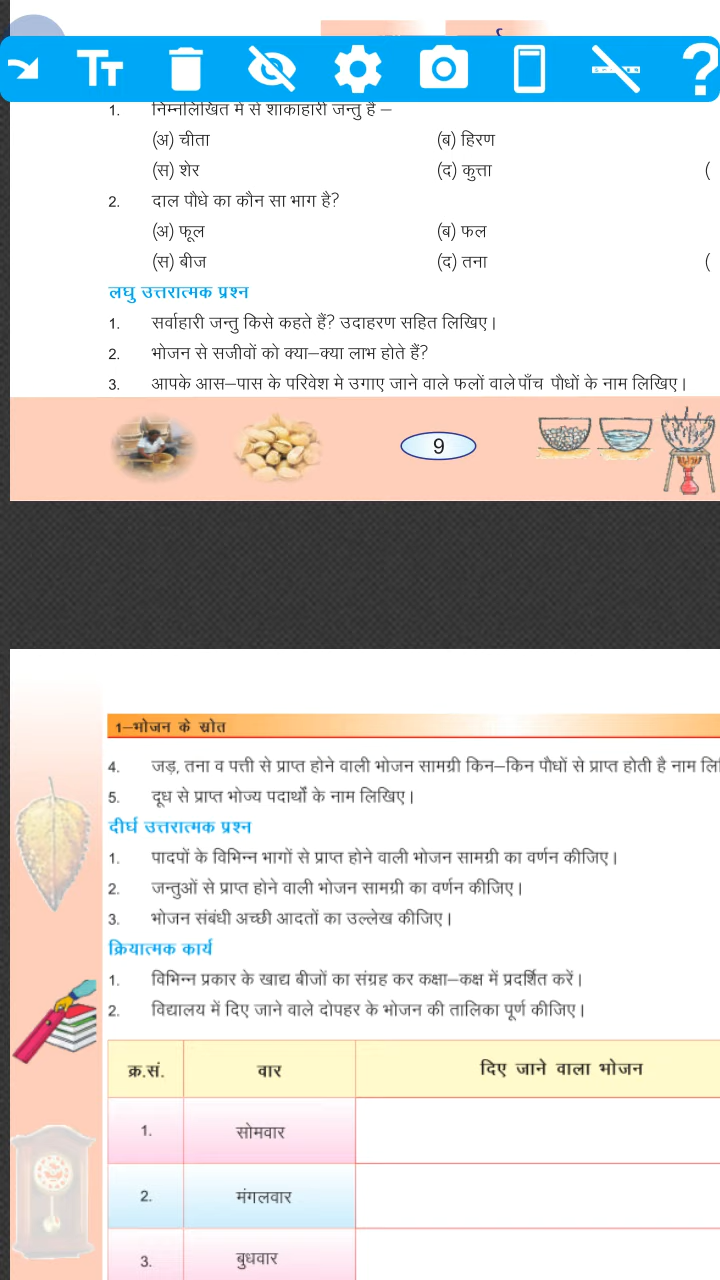 1. निम्नलिखित में से शाकाहारी जन्तु है –
(अ) चीता (ब) हिरण
(स) शेर (द) कुत्ता (
2. दाल पौधे का कौन सा भाग है?
(अ) फूल (ब) फल
(स) बीज (द) तना (
लघु उत्तरात्मक प्रश्न
1. सर्वाहारी जन्तु किसे कहते हैं? उदाहरण सहित लिखिए।
2. भोजन से सजीवों को क्या–क्या लाभ होते हैं?
3. आपके आस–पास के परिवेश मे उगाए जाने वाले फलों वाले पाँच पौधों के नाम लिखिए।
9
1–भोजन के स्रोत
4. जड़, तना व पत्ती से प्राप्त होने वाली भोजन सामग्री किन–किन पौधों से प्राप्त होती है नाम लि
5. दूध से प्राप्त भोज्य पदार्थों के नाम लिखिए।
दीर्घ उत्तरात्मक प्रश्न
1. पादपों के विभिन्न भागों से प्राप्त होने वाली भोजन सामग्री का वर्णन कीजिए।
2. जन्तुओं से प्राप्त होने वाली भोजन सामग्री का वर्णन कीजिए।
3. भोजन संबंधी अच्छी आदतों का उल्लेख कीजिए।
क्रियात्मक कार्य
1. विभिन्न प्रकार के खाद्य बीजों का संग्रह कर कक्षा–कक्ष में प्रदर्शित करें।
2. विद्यालय में दिए जाने वाले दोपहर के भोजन की तालिका पूर्ण कीजिए।
क्र.सं. वार दिए जाने वाला भोजन
1. सोमवार
2. मंगलवार
3. बुधवार